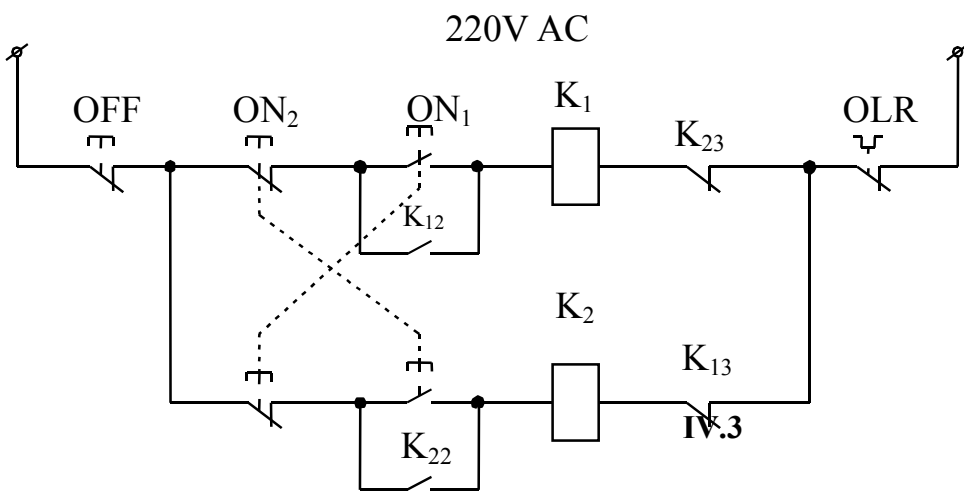 220V AC
OFF ON₂ ON₁ K₁ K₂₃ OLR
K₁₂
K₂
K₁₃
IV.3
K₂₂